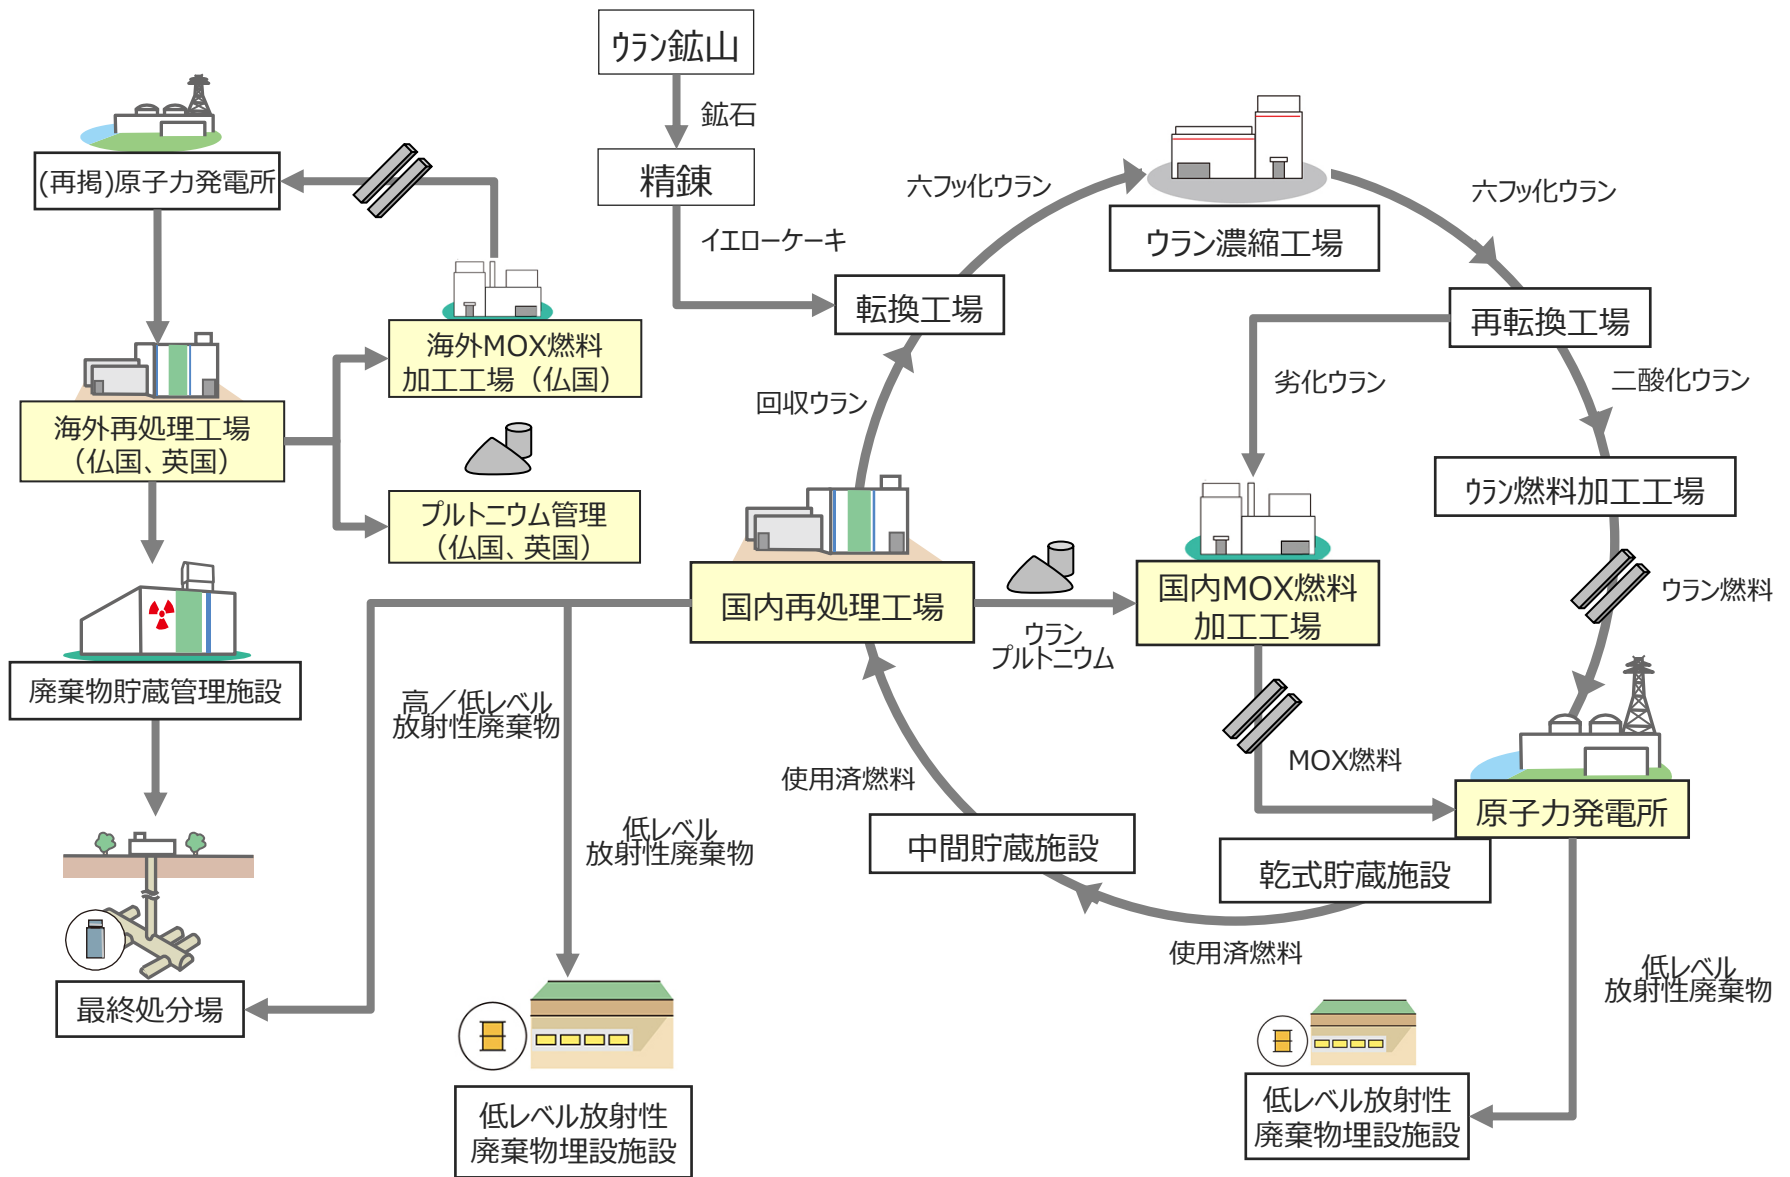 ウラン鉱山
鉱石
精錬
イエローケーキ
(再掲)原子力発電所
海外MOX燃料
加工工場（仏国）
海外再処理工場
（仏国、英国）
プルトニウム管理
（仏国、英国）
廃棄物貯蔵管理施設
最終処分場
六フッ化ウラン
ウラン濃縮工場
六フッ化ウラン
転換工場
再転換工場
回収ウラン
劣化ウラン
二酸化ウラン
ウラン燃料加工工場
ウラン燃料
国内再処理工場
ウラン
プルトニウム
国内MOX燃料
加工工場
MOX燃料
原子力発電所
高／低レベル
放射性廃棄物
低レベル
放射性廃棄物
使用済燃料
中間貯蔵施設
乾式貯蔵施設
使用済燃料
低レベル
放射性廃棄物
低レベル放射性
廃棄物埋設施設
低レベル放射性
廃棄物埋設施設